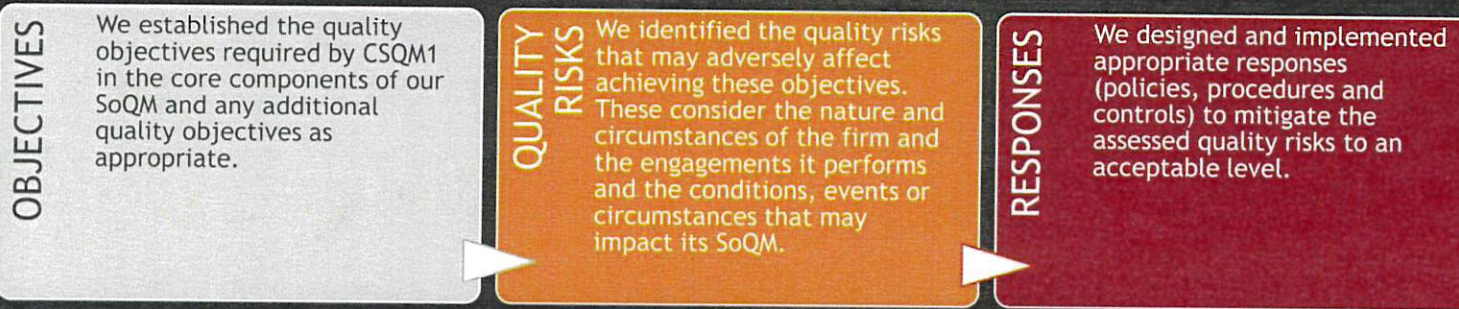 OBJECTIVES
We established the quality
objectives required by CSQM1
in the core components of our
SoQM and any additional
quality objectives as
appropriate.
QUALITY
RISKS
We identified the quality risks
that may adversely affect
achieving these objectives.
These consider the nature and
circumstances of the firm and
the engagements it performs
and the conditions, events or
circumstances that may
impact its SoQM.
RESPONSES
We designed and implemented
appropriate responses
(policies, procedures and
controls) to mitigate the
assessed quality risks to an
acceptable level.